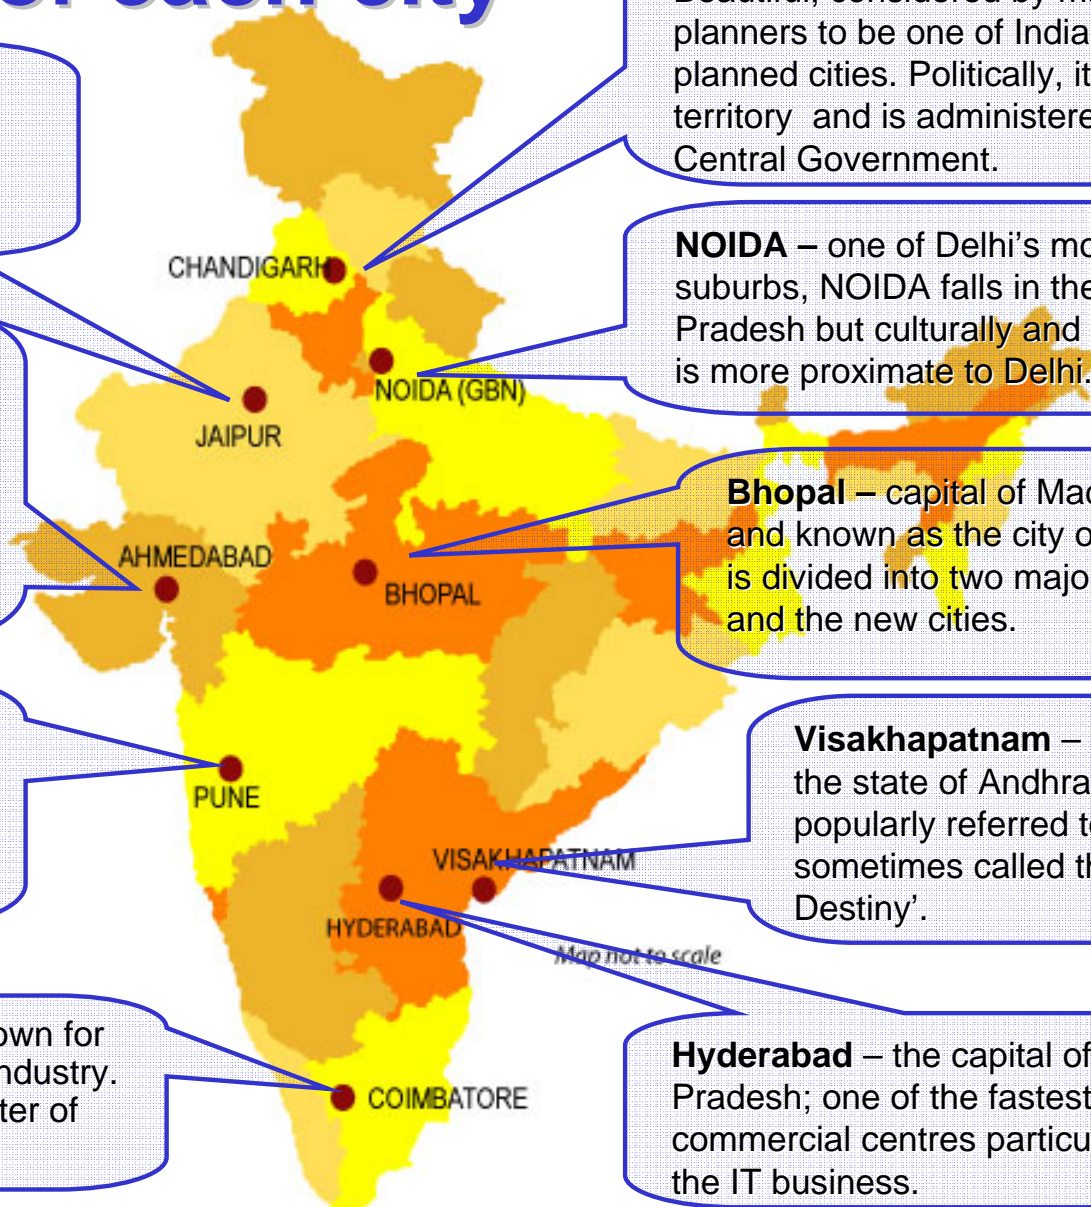 of each city
Beautiful, considered by
planners to be one of India
planned cities. Politically, it
territory and is administere
Central Government.
CHANDIGARH
NOIDA – one of Delhi's mo
suburbs, NOIDA falls in the
Pradesh but culturally and
is more proximate to Delhi.
NOIDA (GBN)
JAIPUR
Bhopal – capital of Mad
and known as the city o
is divided into two majo
and the new cities.
AHMEDABAD
BHOPAL
Visakhapatnam –
the state of Andhra
popularly referred to
sometimes called th
Destiny'.
PUNE
VISAKHAPATNAM
HYDERABAD
Map not to scale
own for
ndustry.
ter of
COIMBATORE
Hyderabad – the capital of
Pradesh; one of the fastest
commercial centres particu
the IT business.